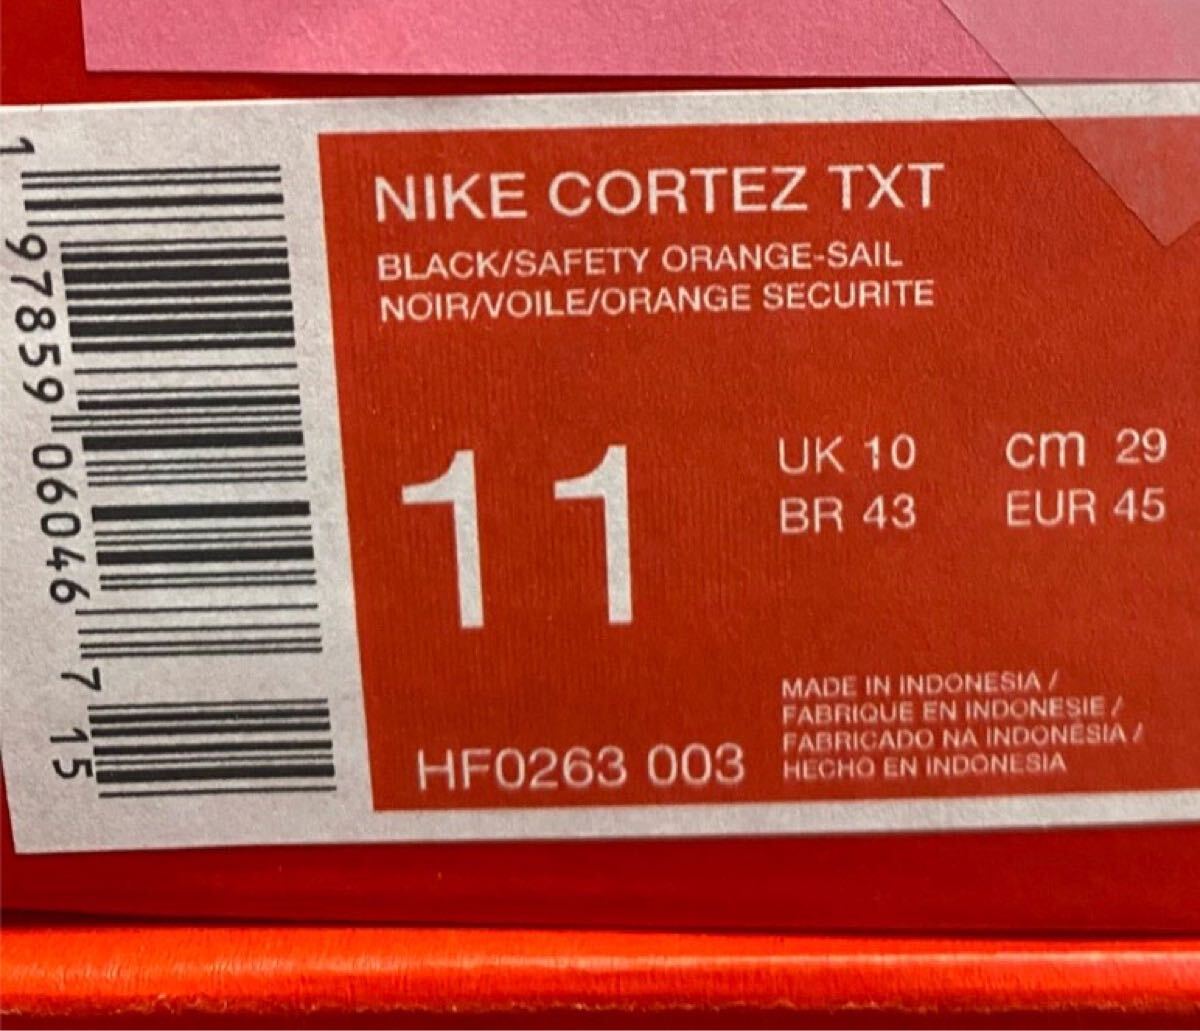 NIKE CORTEZ TXT
BLACK/SAFETY ORANGE-SAIL
NOIR/VOILE/ORANGE SECURITE
11
UK 10 cm 29
BR 43 EUR 45
HF0263 003
MADE IN INDONESIA /
FABRIQUE EN INDONESIE /
FABRICADO NA INDONÉSIA /
HECHO EN INDONESIA
1 97859 06046 7 15